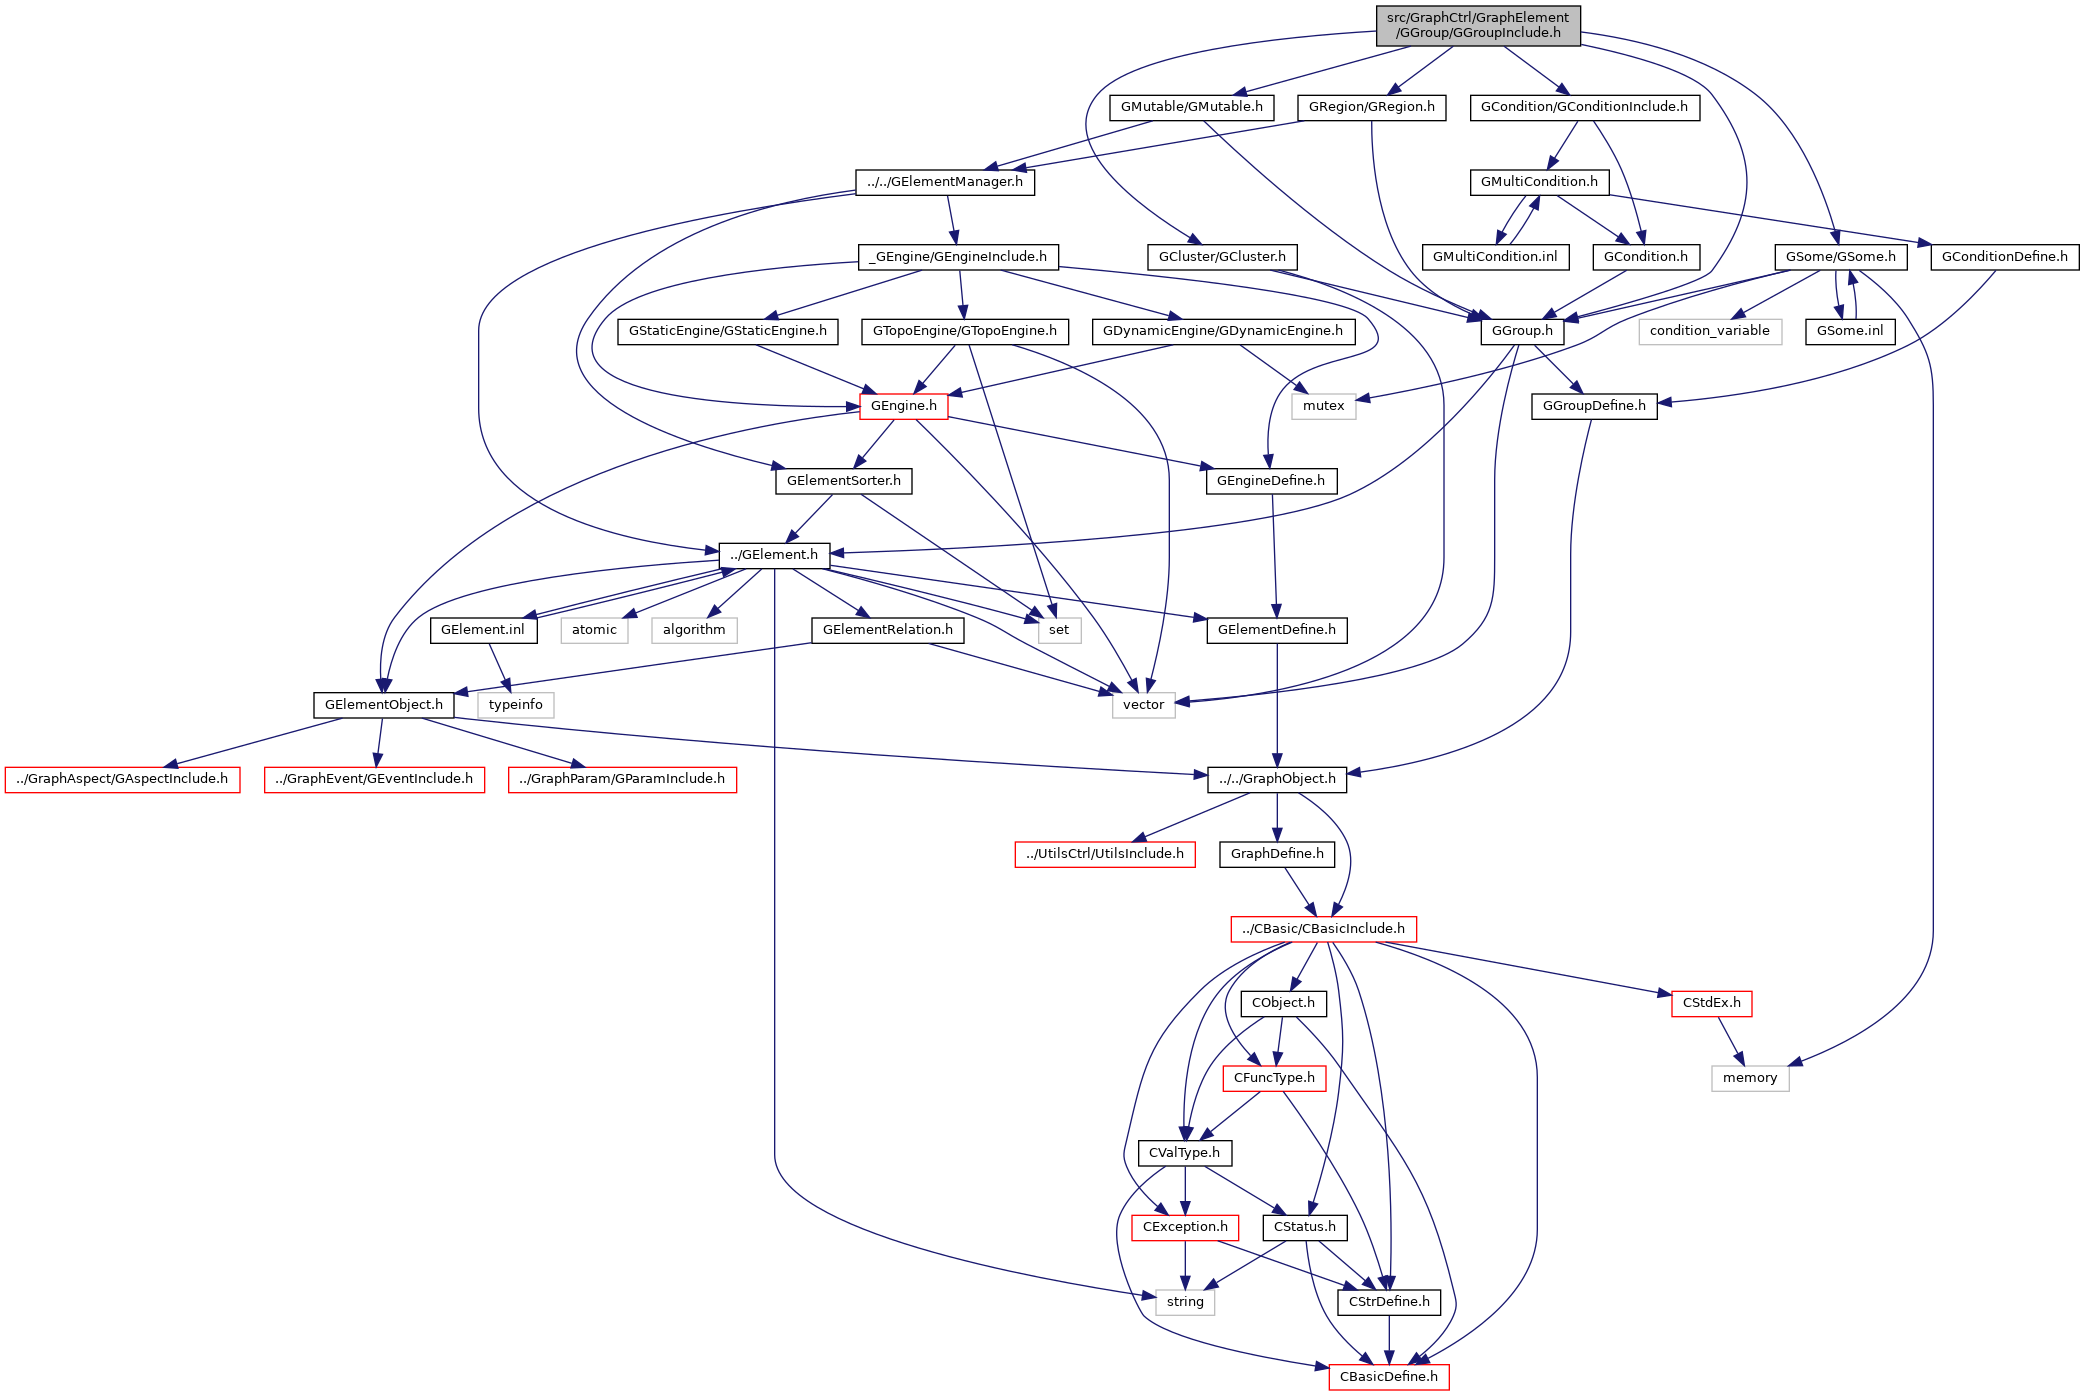 src/GraphCtrl/GraphElement
/GGroup/GGroupInclude.h
GMutable/GMutable.h
GRegion/GRegion.h
GCondition/GConditionInclude.h
../../GElementManager.h
GMultiCondition.h
_GEngine/GEngineInclude.h
GCluster/GCluster.h
GMultiCondition.inl
GCondition.h
GSome/GSome.h
GConditionDefine.h
GStaticEngine/GStaticEngine.h
GTopoEngine/GTopoEngine.h
GDynamicEngine/GDynamicEngine.h
GGroup.h
condition_variable
GSome.inl
GEngine.h
mutex
GGroupDefine.h
GElementSorter.h
GEngineDefine.h
../GElement.h
GElement.inl
atomic
algorithm
GElementRelation.h
set
GElementDefine.h
GElementObject.h
typeinfo
vector
../GraphAspect/GAspectInclude.h
../GraphEvent/GEventInclude.h
../GraphParam/GParamInclude.h
../../GraphObject.h
../UtilsCtrl/UtilsInclude.h
GraphDefine.h
../CBasic/CBasicInclude.h
CObject.h
CStdEx.h
CFuncType.h
memory
CValType.h
CException.h
CStatus.h
string
CStrDefine.h
CBasicDefine.h